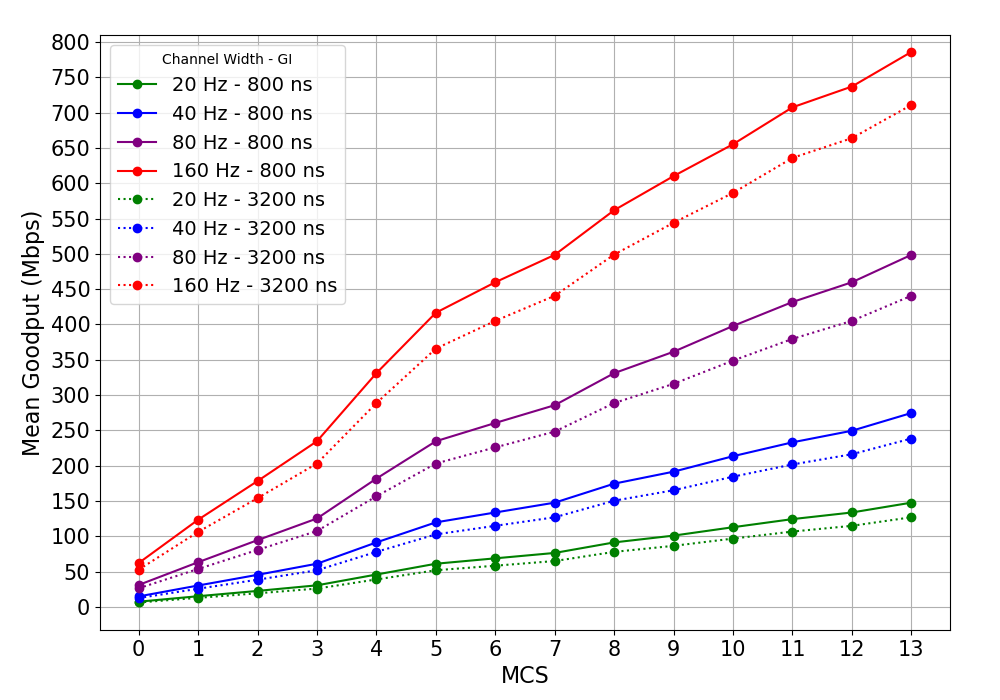 800
750
700
650
600
550
500
450
400
350
300
250
200
150
100
50
0
Mean Goodput (Mbps)
Channel Width - GI
20 Hz - 800 ns
40 Hz - 800 ns
80 Hz - 800 ns
160 Hz - 800 ns
20 Hz - 3200 ns
40 Hz - 3200 ns
80 Hz - 3200 ns
160 Hz - 3200 ns
0 1 2 3 4 5 6 7 8 9 10 11 12 13
MCS